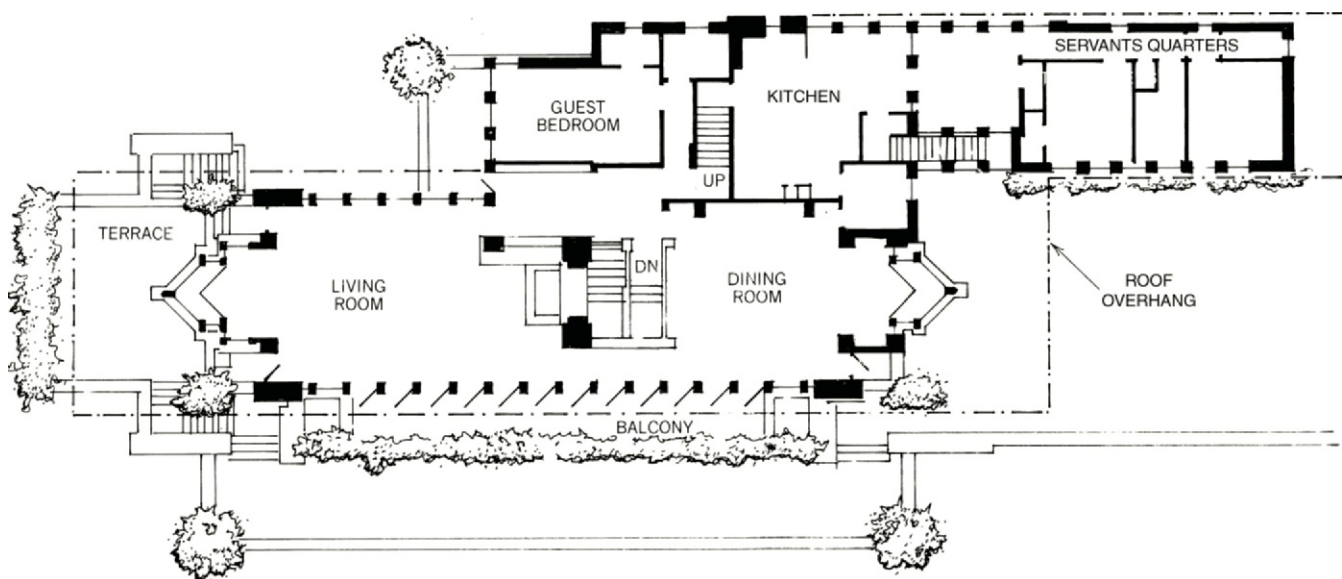 SERVANTS QUARTERS
KITCHEN
GUEST
BEDROOM
UP
TERRACE
DN
LIVING
ROOM
DINING
ROOM
ROOF
OVERHANG
BALCONY